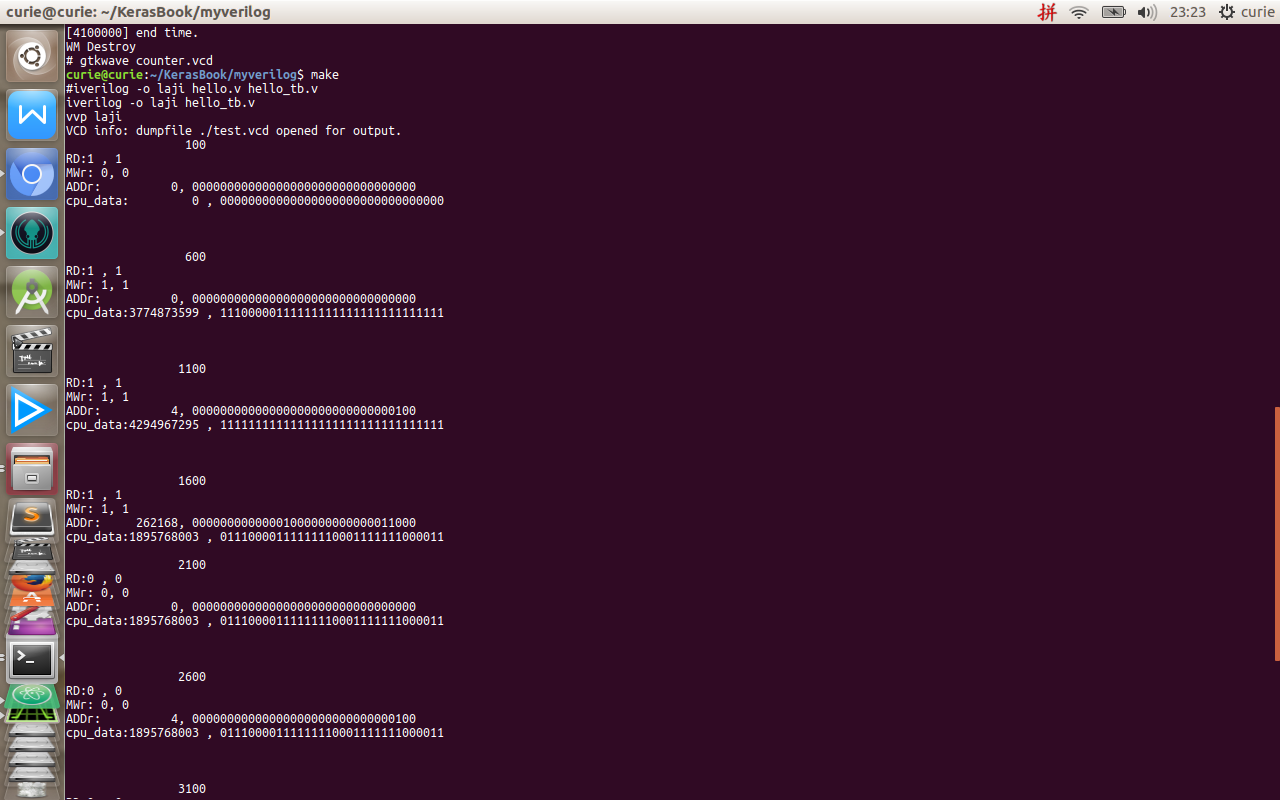 curie@curie: ~/KerasBook/myverilog
拼
23:23
curie
[4100000] end time.
WM Destroy
# gtkwave counter.vcd
curie@curie:~/KerasBook/myverilog$ make
#iverilog -o laji hello.v hello_tb.v
iverilog -o laji hello_tb.v
vvp laji
VCD info: dumpfile ./test.vcd opened for output.
100
RD:1 , 1
MWr: 0, 0
ADDr:          0, 00000000000000000000000000000000
cpu_data:         0 , 00000000000000000000000000000000
600
RD:1 , 1
MWr: 1, 1
ADDr:          0, 00000000000000000000000000000000
cpu_data:3774873599 , 11100000111111111111111111111111
1100
RD:1 , 1
MWr: 1, 1
ADDr:          4, 00000000000000000000000000000100
cpu_data:4294967295 , 11111111111111111111111111111111
1600
RD:1 , 1
MWr: 1, 1
ADDr:     262168, 00000000000001000000000000011000
cpu_data:1895768003 , 01110000111111110001111111000011
2100
RD:0 , 0
MWr: 0, 0
ADDr:          0, 00000000000000000000000000000000
cpu_data:1895768003 , 01110000111111110001111111000011
2600
RD:0 , 0
MWr: 0, 0
ADDr:          4, 00000000000000000000000000000100
cpu_data:1895768003 , 01110000111111110001111111000011
3100